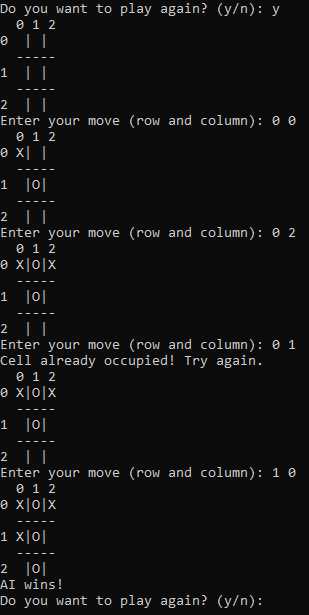 Do you want to play again? (y/n): y
  0 1 2
0  | |
  -----
1  | |
  -----
2  | |
Enter your move (row and column): 0 0
  0 1 2
0 X| |
  -----
1  |O|
  -----
2  | |
Enter your move (row and column): 0 2
  0 1 2
0 X|O|X
  -----
1  |O|
  -----
2  | |
Enter your move (row and column): 0 1
Cell already occupied! Try again.
  0 1 2
0 X|O|X
  -----
1  |O|
  -----
2  | |
Enter your move (row and column): 1 0
  0 1 2
0 X|O|X
  -----
1 X|O|
  -----
2  |O|
AI wins!
Do you want to play again? (y/n):